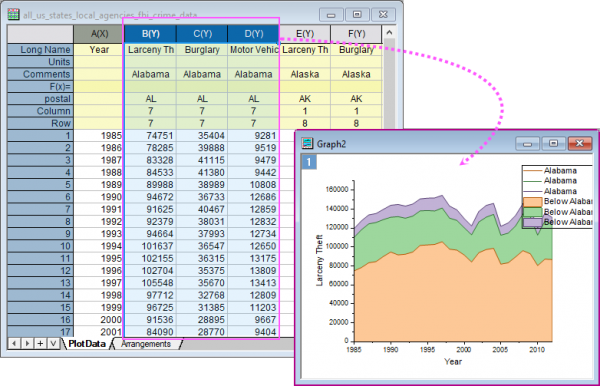 all_us_states_local_agencies_fbi_crime_data
A(X) B(Y) C(Y) D(Y) E(Y) F(Y)
Long Name Year Larceny Th Burglary Motor Vehic Larceny Th Burglary
Units
Comments Alabama Alabama Alabama Alaska Alaska
F(x)=
postal AL AL AL AK AK
Column 7 7 7 1 1
Row 7 7 7 8 8
1 1985 74751 35404 9281
2 1986 78285 39888 9519
3 1987 83328 41115 9479
4 1988 84533 41380 9442
5 1989 89988 38989 10808
6 1990 94672 36733 12686
7 1991 91625 40467 12859
8 1992 92379 38031 12832
9 1993 94664 37993 12734
10 1994 101637 36547 12650
11 1995 102155 36315 13175
12 1996 102704 35375 13809
13 1997 105548 35670 13413
14 1998 97712 32768 12809
15 1999 96725 31385 11203
16 2000 91536 28895 9667
17 2001 84090 28770 9404
PlotData Arrangements
Graph2
1
Alabama
Alabama
Alabama
Below Alabar
Below Alabar
Below Alabar
160000
140000
120000
100000
80000
60000
40000
20000
0
Larceny Theft
1985 1990 1995 2000 2005 2010
Year